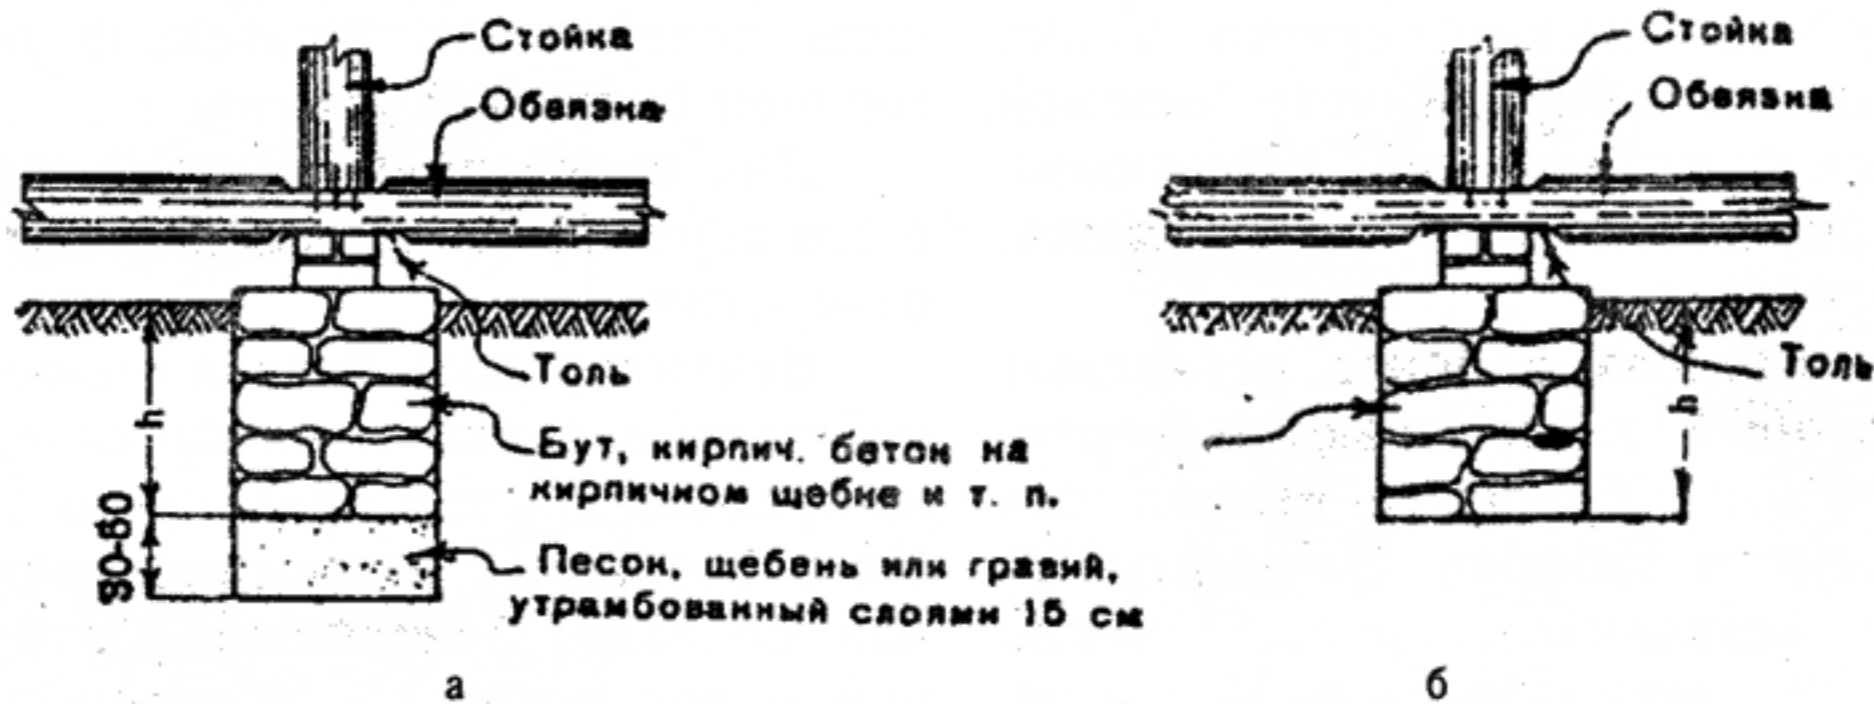 Стойка
Обвязка
Толь
h
30-60
Бут, кирпич. бетон на
кирпичном щебне и т. п.
Песок, щебень или гравий,
утрамбованный слоями 15 см
а
Стойка
Обвязка
Толь
h
б